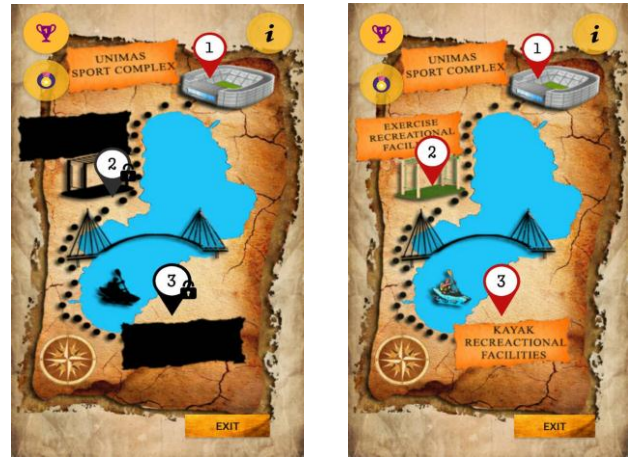 1
i
UNIMAS
SPORT COMPLEX
2
3
EXIT
1
i
UNIMAS
SPORT COMPLEX
EXERCISE
RECREATIONAL
FACILI
2
3
KAYAK
RECREACTIONAL
FACILITIES
EXIT